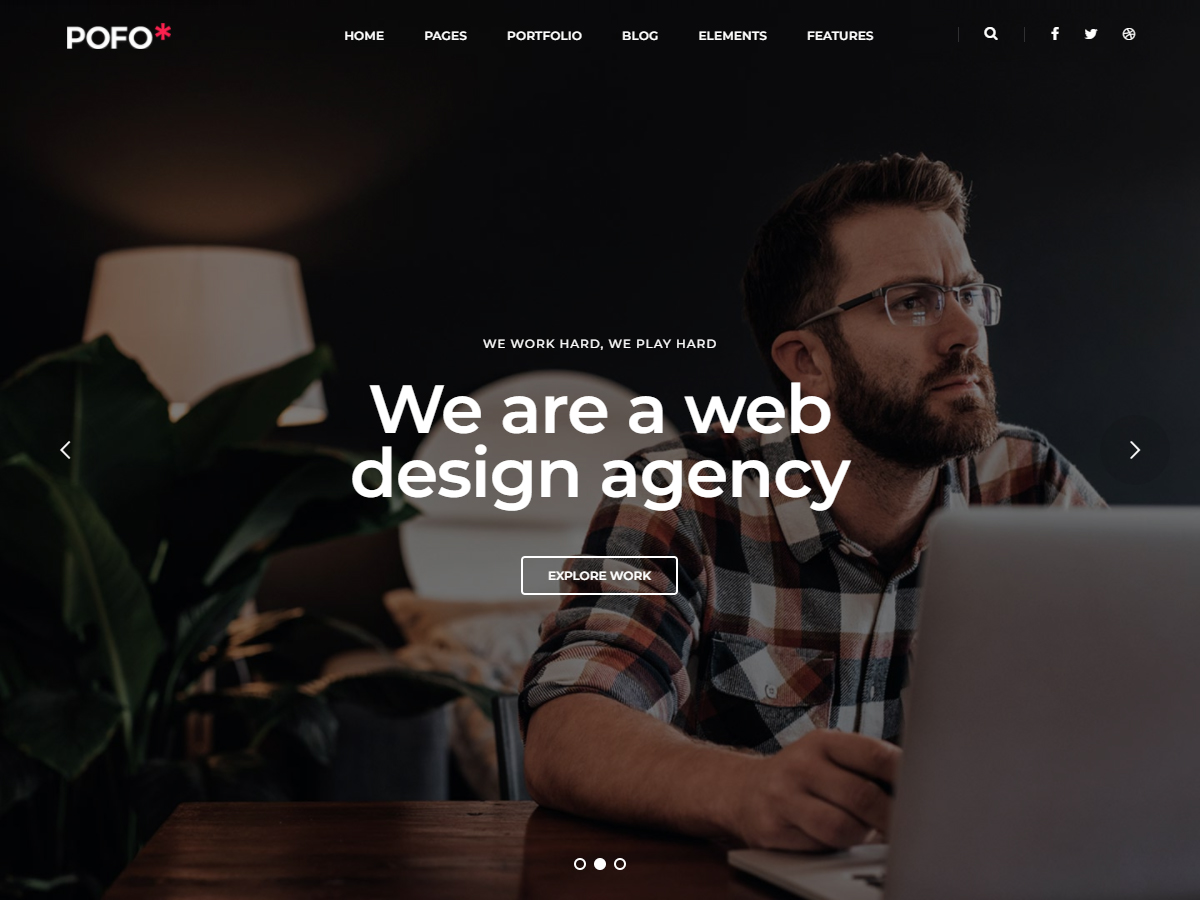 POFO*
HOME PAGES PORTFOLIO BLOG ELEMENTS FEATURES
WE WORK HARD, WE PLAY HARD
We are a web
design agency
EXPLORE WORK